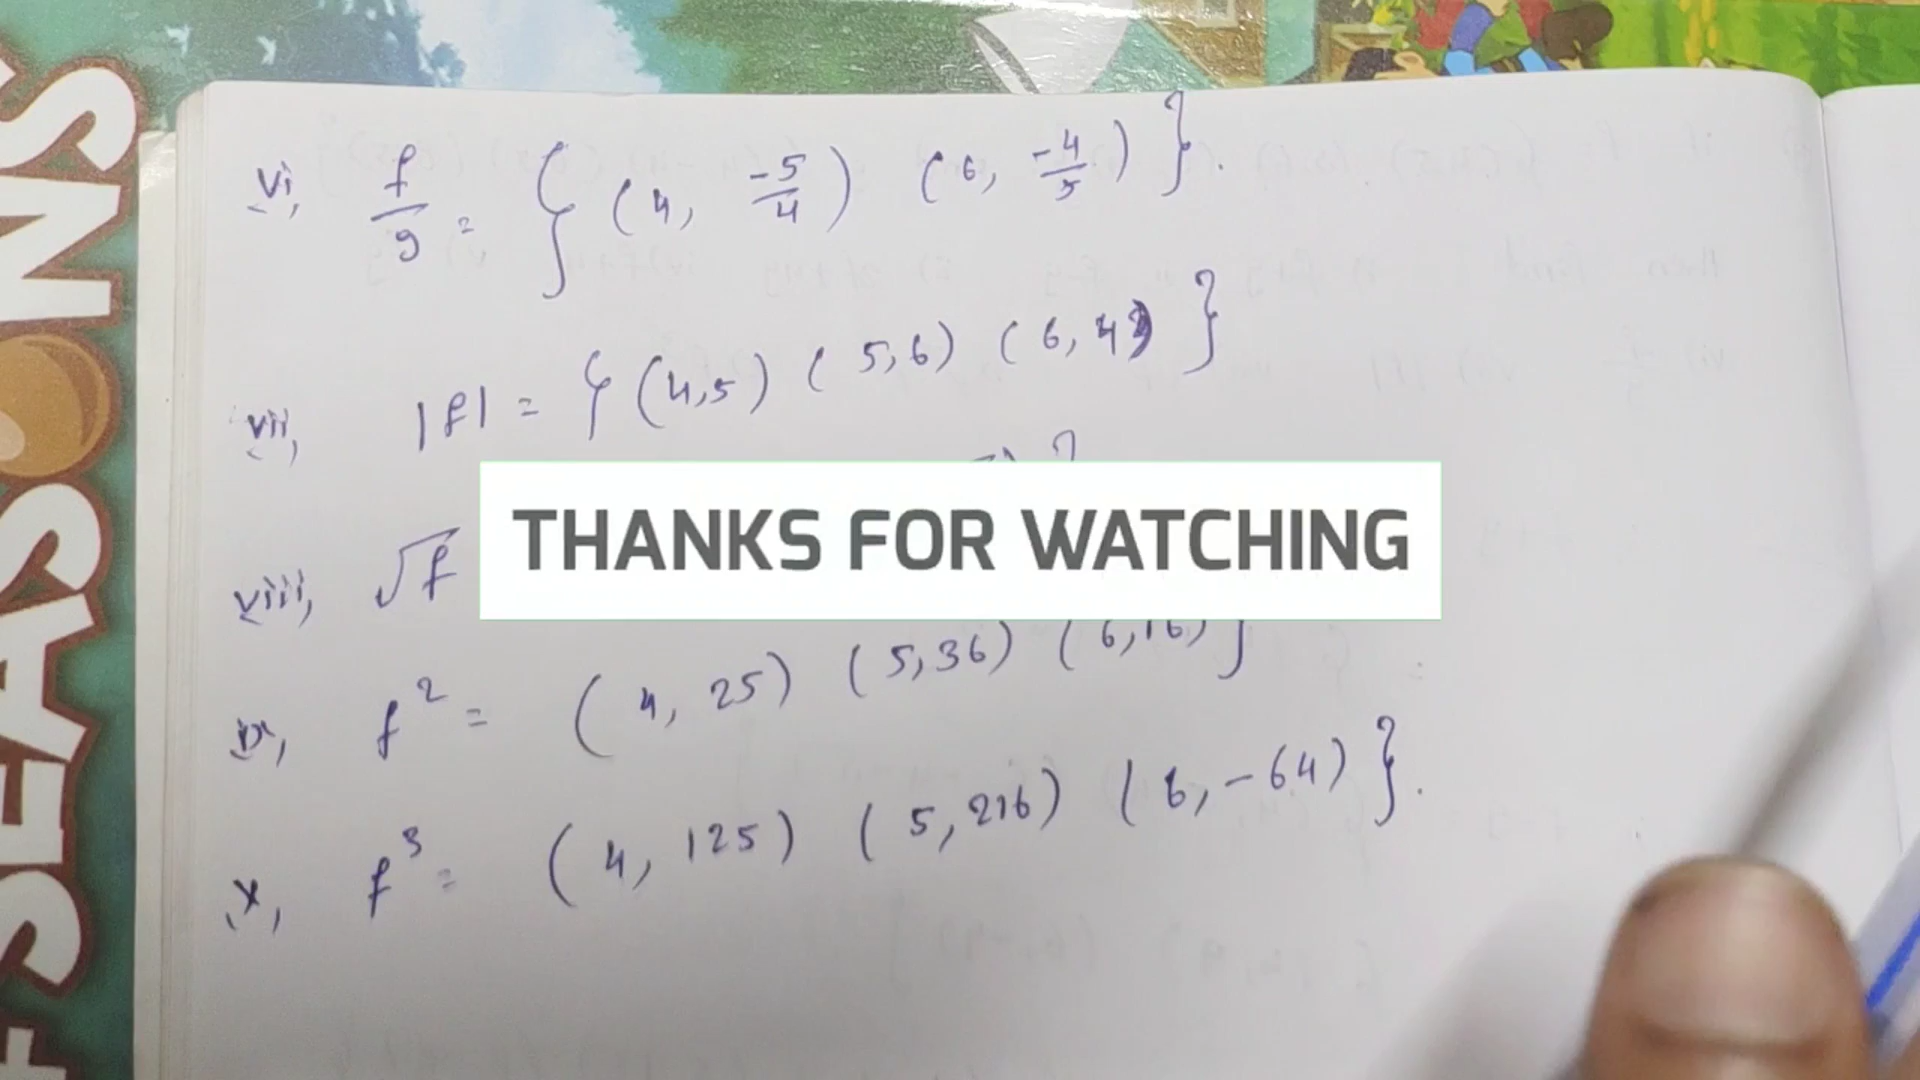 vi, f/g = { (4, -5/4) (6, -4/5) }.
vii, |f| = { (4,5) (5,6) (6,4) }
viii, √f
THANKS FOR WATCHING
ix, f² = (4, 25) (5,36) (6,16) }
x, f³ = (4, 125) (5,216) (6,-64) }.
SEASONS